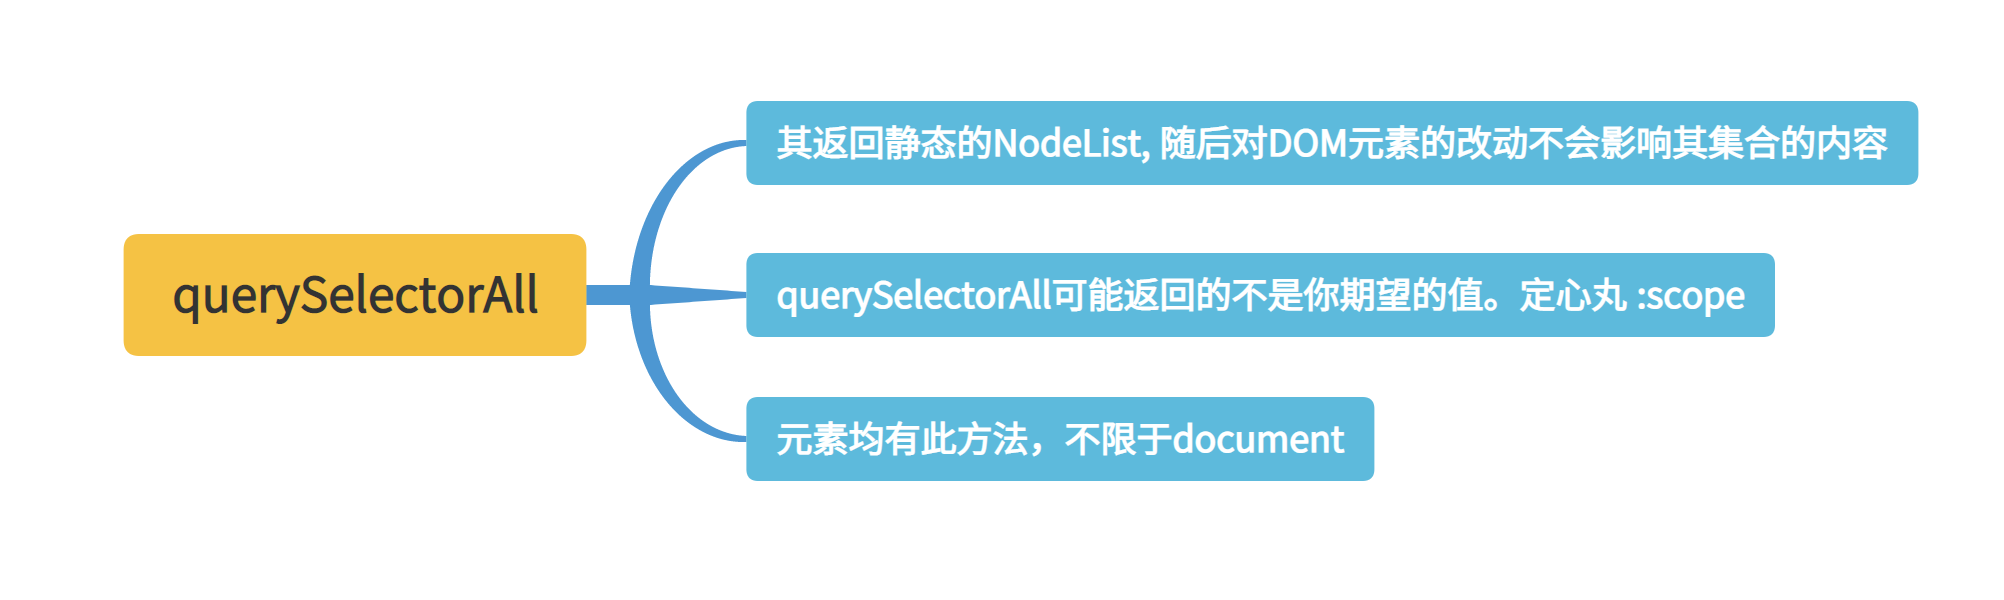 querySelectorAll
其返回静态的NodeList, 随后对DOM元素的改动不会影响其集合的内容
querySelectorAll可能返回的不是你期望的值。定心丸 :scope
元素均有此方法，不限于document